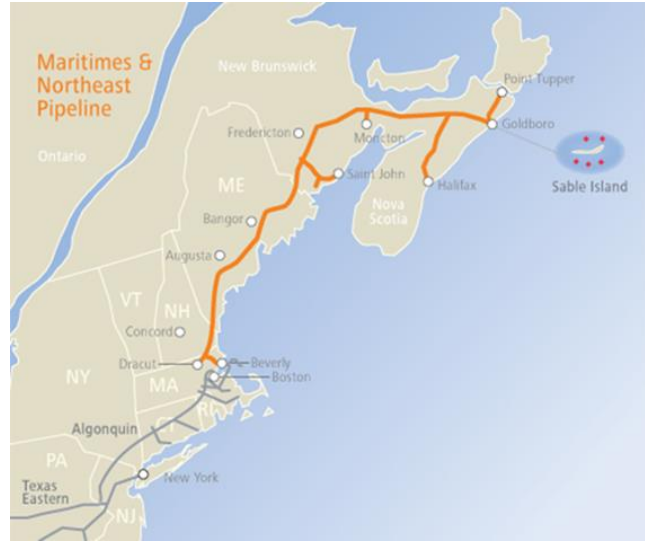 Maritimes &
Northeast
Pipeline
New Brunswick
Point Tupper
Ontario
Fredericton
Moncton
Goldboro
Sable Island
Saint John
Halifax
ME
Nova
Scotia
Bangor
Augusta
VT
NH
Concord
Dracut
Beverly
Boston
NY
MA
RI
CT
Algonquin
PA
Texas
Eastern
New York
NJ